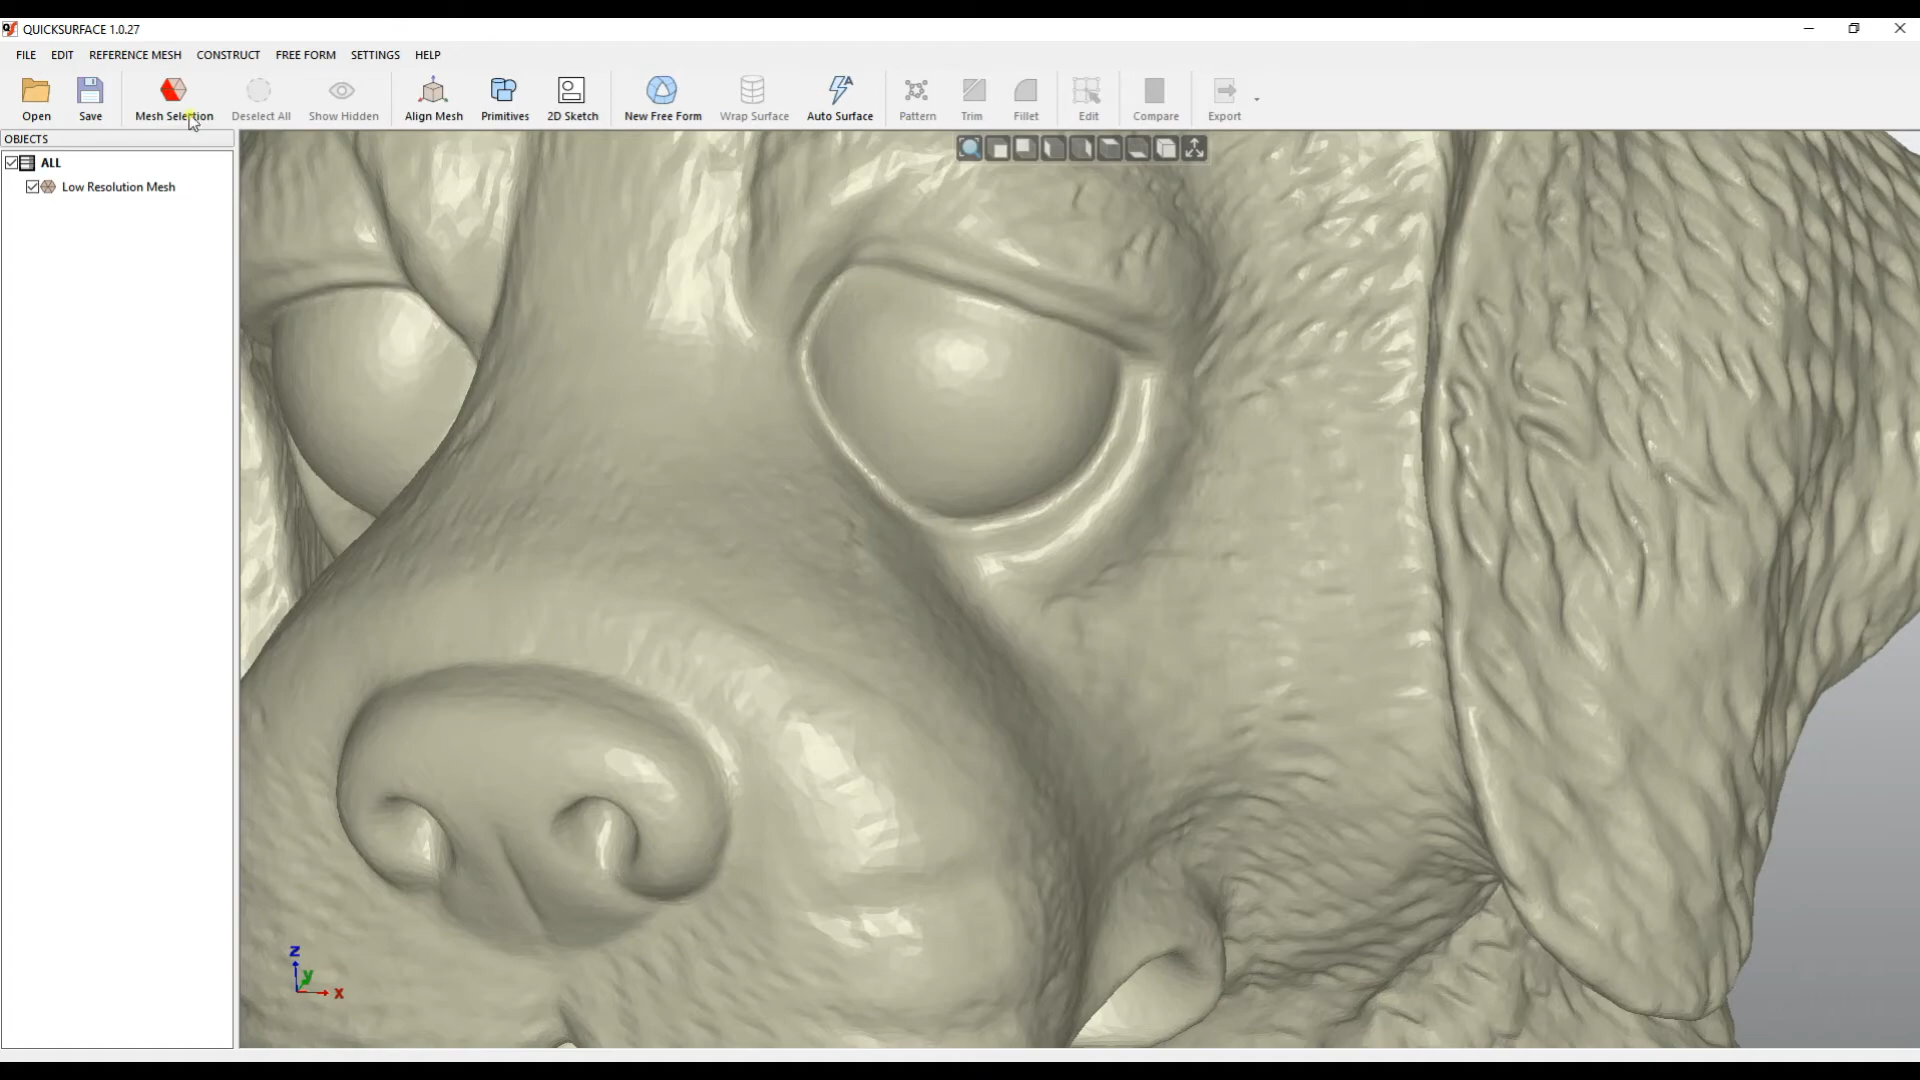 QUICKSURFACE 1.0.27
FILE EDIT REFERENCE MESH CONSTRUCT FREE FORM SETTINGS HELP
Open Save Mesh Selection Deselect All Show Hidden Align Mesh Primitives 2D Sketch New Free Form Wrap Surface Auto Surface Pattern Trim Fillet Edit Compare Export
OBJECTS
ALL
Low Resolution Mesh
z
y
x